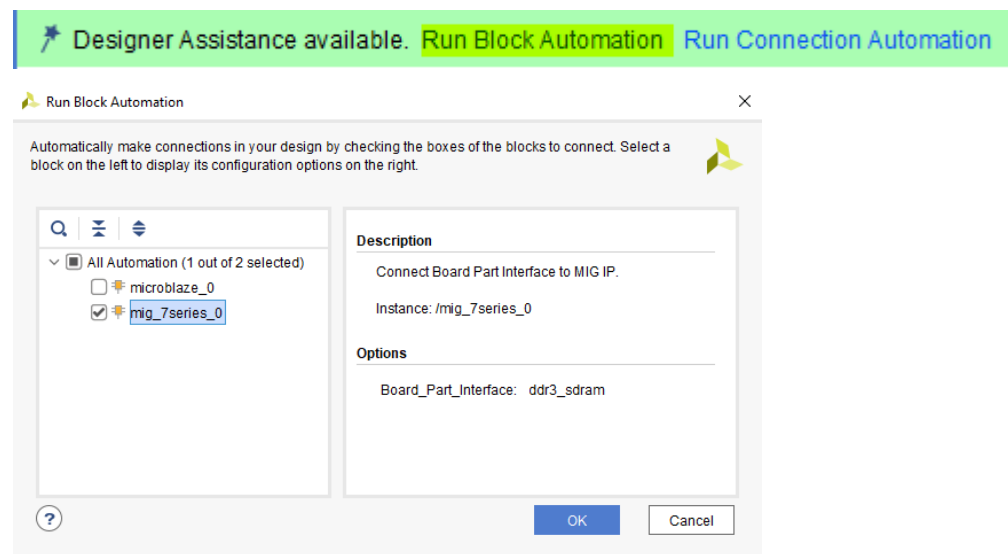 Designer Assistance available. Run Block Automation Run Connection Automation
Run Block Automation
Automatically make connections in your design by checking the boxes of the blocks to connect. Select a
block on the left to display its configuration options on the right.
All Automation (1 out of 2 selected)
microblaze_0
mig_7series_0
Description
Connect Board Part Interface to MIG IP.
Instance: /mig_7series_0
Options
Board_Part_Interface: ddr3_sdram
?
OK
Cancel